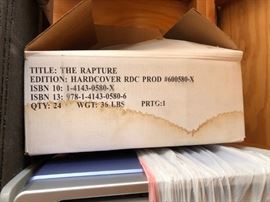 TITLE: THE RAPTURE
EDITION: HARDCOVER RDC PROD #600580-X
ISBN 10: 1-4143-0580-X
ISBN 13: 978-1-4143-0580-6
QTY: 24 WGT: 36 LBS PRTG:1